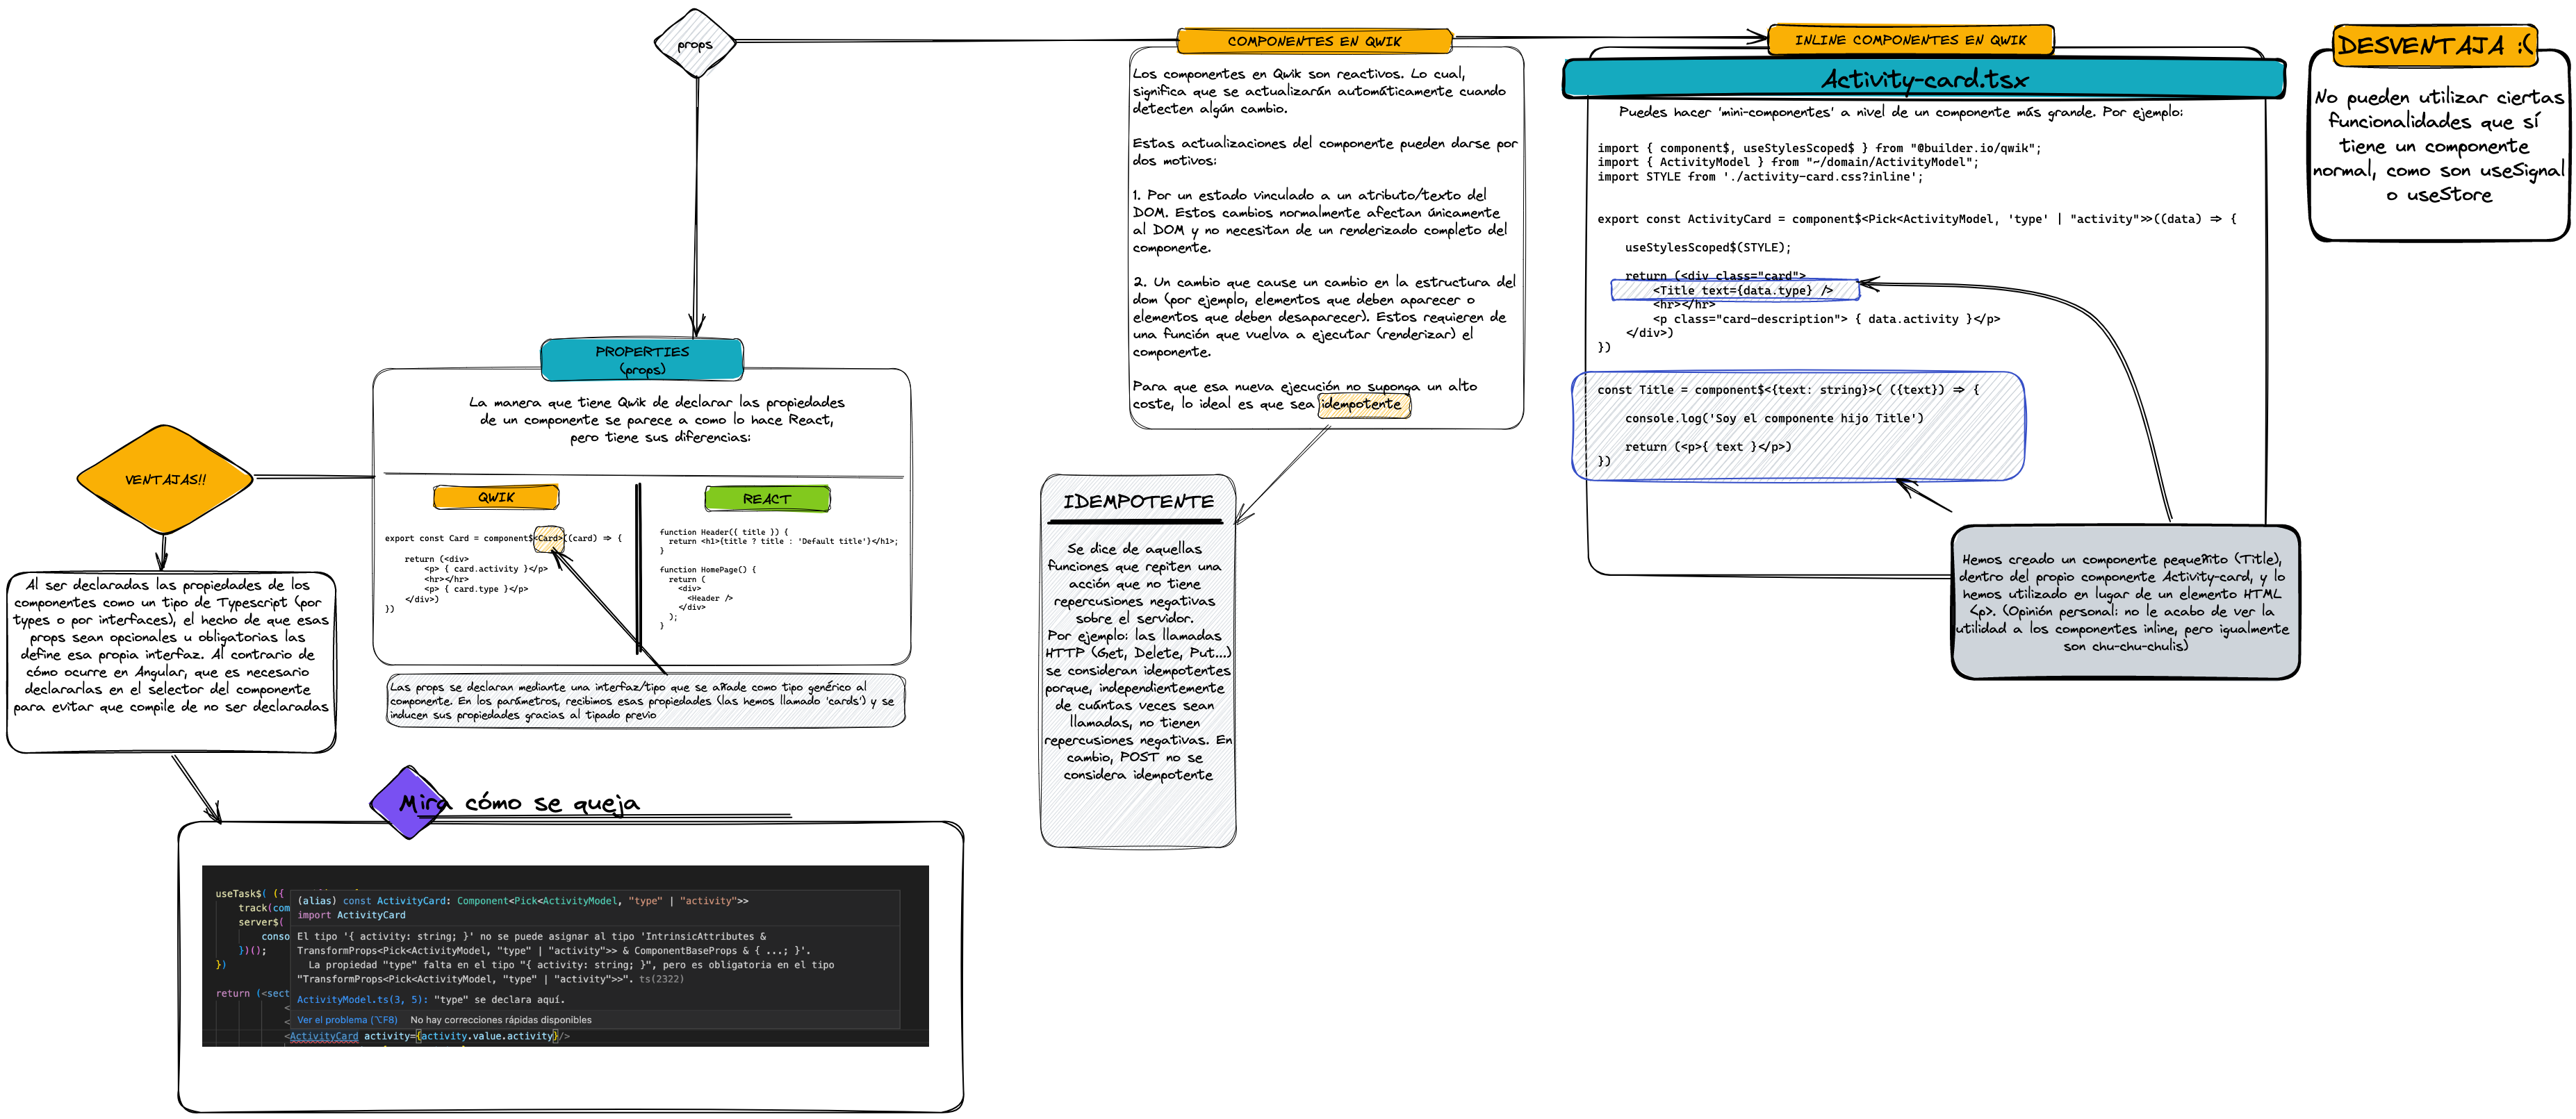 props
COMPONENTES EN QWIK
Los componentes en Qwik son reactivos. Lo cual,
significa que se actualizarán automáticamente cuando
detecten algún cambio.
Estas actualizaciones del componente pueden darse por
dos motivos:
1. Por un estado vinculado a un atributo/texto del
DOM. Estos cambios normalmente afectan únicamente
al DOM y no necesitan de un renderizado completo del
componente.
2. Un cambio que cause un cambio en la estructura del
dom (por ejemplo, elementos que deben aparecer o
elementos que deben desaparecer). Estos requieren de
una función que vuelva a ejecutar (renderizar) el
componente.
Para que esa nueva ejecución no suponga un alto
coste, lo ideal es que sea idempotente
IDEMPOTENTE
Se dice de aquellas
funciones que repiten una
acción que no tiene
repercusiones negativas
sobre el servidor.
Por ejemplo: las llamadas
HTTP (Get, Delete, Put...)
se consideran idempotentes
porque, independientemente
de cuántas veces sean
llamadas, no tienen
repercusiones negativas. En
cambio, POST no se
considera idempotente
INLINE COMPONENTES EN QWIK
Activity-card.tsx
Puedes hacer 'mini-componentes' a nivel de un componente más grande. Por ejemplo:
import { component$, useStylesScoped$ } from "@builder.io/qwik";
import { ActivityModel } from "~/domain/ActivityModel";
import STYLE from './activity-card.css?inline';
export const ActivityCard = component$<Pick<ActivityModel, 'type' | "activity">>((data) => {
useStylesScoped$(STYLE);
return (<div class="card">
<Title text={data.type} />
<hr></hr>
<p class="card-description"> { data.activity }</p>
</div>)
})
const Title = component$<{text: string}>( ({text}) => {
console.log('Soy el componente hijo Title')
return (<p>{ text }</p>)
})
Hemos creado un componente pequeñito (Title),
dentro del propio componente Activity-card, y lo
hemos utilizado en lugar de un elemento HTML
<p>. (Opinión personal: no le acabo de ver la
utilidad a los componentes inline, pero igualmente
son chu-chu-chulis)
DESVENTAJA :(
No pueden utilizar ciertas
funcionalidades que sí
tiene un componente
normal, como son useSignal
o useStore
PROPERTIES
(props)
La manera que tiene Qwik de declarar las propiedades
de un componente se parece a como lo hace React,
pero tiene sus diferencias:
QWIK
export const Card = component$<Card>((card) => {
return (<div>
<p> { card.activity }</p>
<hr></hr>
<p> { card.type }</p>
</div>)
})
REACT
function Header({ title }) {
return <h1>{title ? title : 'Default title'}</h1>;
}
function HomePage() {
return (
<div>
<Header />
</div>
);
}
Las props se declaran mediante una interfaz/tipo que se añade como tipo genérico al
componente. En los parámetros, recibimos esas propiedades (las hemos llamado 'cards') y se
inducen sus propiedades gracias al tipado previo
VENTAJAS!!
Al ser declaradas las propiedades de los
componentes como un tipo de Typescript (por
types o por interfaces), el hecho de que esas
props sean opcionales u obligatorias las
define esa propia interfaz. Al contrario de
cómo ocurre en Angular, que es necesario
declararlas en el selector del componente
para evitar que compile de no ser declaradas
Mira cómo se queja
useTask$( ({
track(com
server$(
conso
})();
})
return (<sect
<
<
(alias) const ActivityCard: Component<Pick<ActivityModel, "type" | "activity">>
import ActivityCard
El tipo '{ activity: string; }' no se puede asignar al tipo 'IntrinsicAttributes &
TransformProps<Pick<ActivityModel, "type" | "activity">> & ComponentBaseProps & { ...; }'.
La propiedad "type" falta en el tipo "{ activity: string; }", pero es obligatoria en el tipo
"TransformProps<Pick<ActivityModel, "type" | "activity">>". ts(2322)
ActivityModel.ts(3, 5): "type" se declara aquí.
Ver el problema (⌥F8) No hay correcciones rápidas disponibles
<ActivityCard activity={activity.value.activity}/>